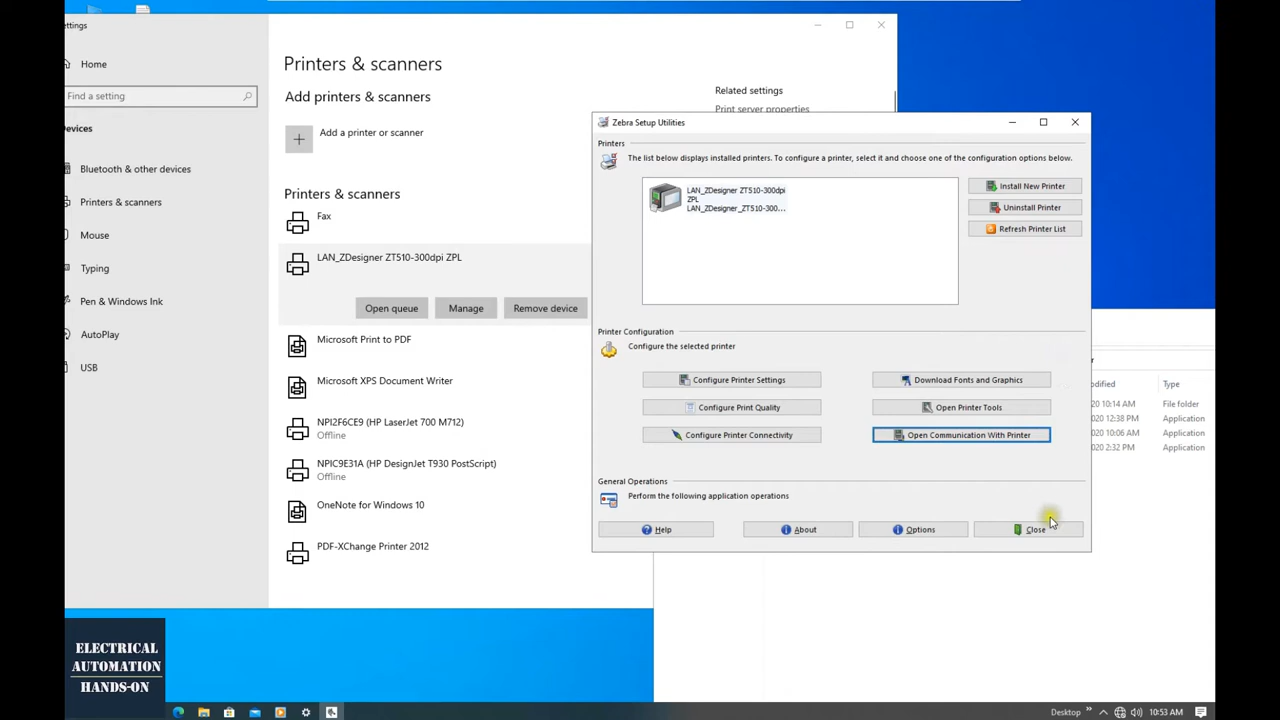 ettings
Home
Find a setting
Devices
Bluetooth & other devices
Printers & scanners
Mouse
Typing
Pen & Windows Ink
AutoPlay
USB
Printers & scanners
Add printers & scanners
Add a printer or scanner
Printers & scanners
Fax
LAN_ZDesigner ZT510-300dpi ZPL
Open queue
Manage
Remove device
Microsoft Print to PDF
Microsoft XPS Document Writer
NPI2F6CE9 (HP LaserJet 700 M712)
Offline
NPIC9E31A (HP DesignJet T930 PostScript)
Offline
OneNote for Windows 10
PDF-XChange Printer 2012
Related settings
Print server properties
Zebra Setup Utilities
Printers
The list below displays installed printers. To configure a printer, select it and choose one of the configuration options below.
LAN_ZDesigner ZT510-300dpi
ZPL
LAN_ZDesigner_ZT510-300...
Install New Printer
Uninstall Printer
Refresh Printer List
Printer Configuration
Configure the selected printer
Configure Printer Settings
Download Fonts and Graphics
Configure Print Quality
Open Printer Tools
Configure Printer Connectivity
Open Communication With Printer
General Operations
Perform the following application operations
Help
About
Options
Close
er
odified
Type
20 10:14 AM
File folder
020 12:38 PM
Application
020 10:06 AM
Application
020 2:32 PM
Application
ELECTRICAL
AUTOMATION
HANDS-ON
Desktop
10:53 AM